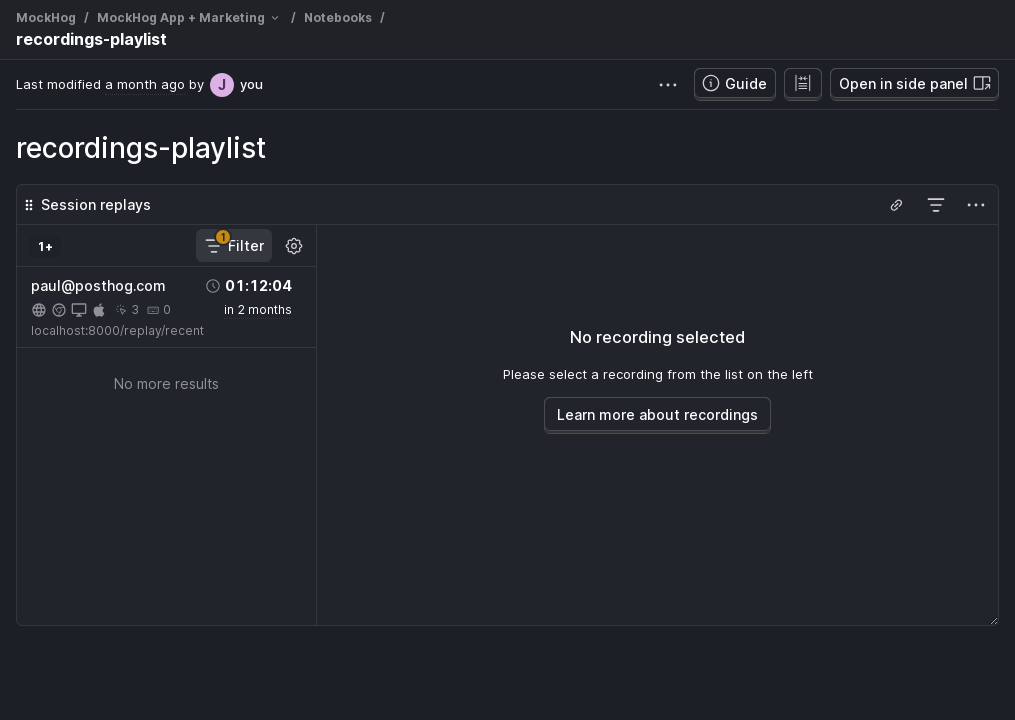 MockHog / MockHog App + Marketing / Notebooks /
recordings-playlist
Last modified a month ago by J you
Guide
Open in side panel
recordings-playlist
Session replays
1+
1
Filter
paul@posthog.com 01:12:04
3 0 in 2 months
localhost:8000/replay/recent
No more results
No recording selected
Please select a recording from the list on the left
Learn more about recordings